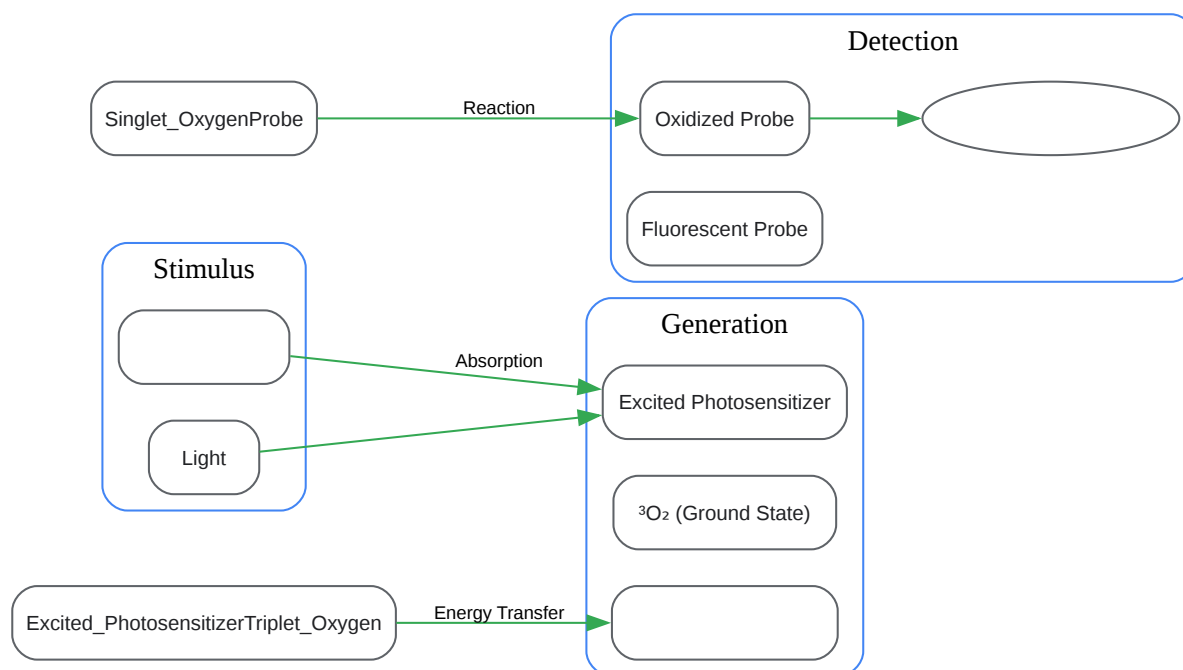 Detection
Singlet_OxygenProbe
Reaction
Oxidized Probe
Fluorescent Probe
Stimulus
Generation
Absorption
Excited Photosensitizer
Light
³O₂ (Ground State)
Excited_PhotosensitizerTriplet_Oxygen
Energy Transfer